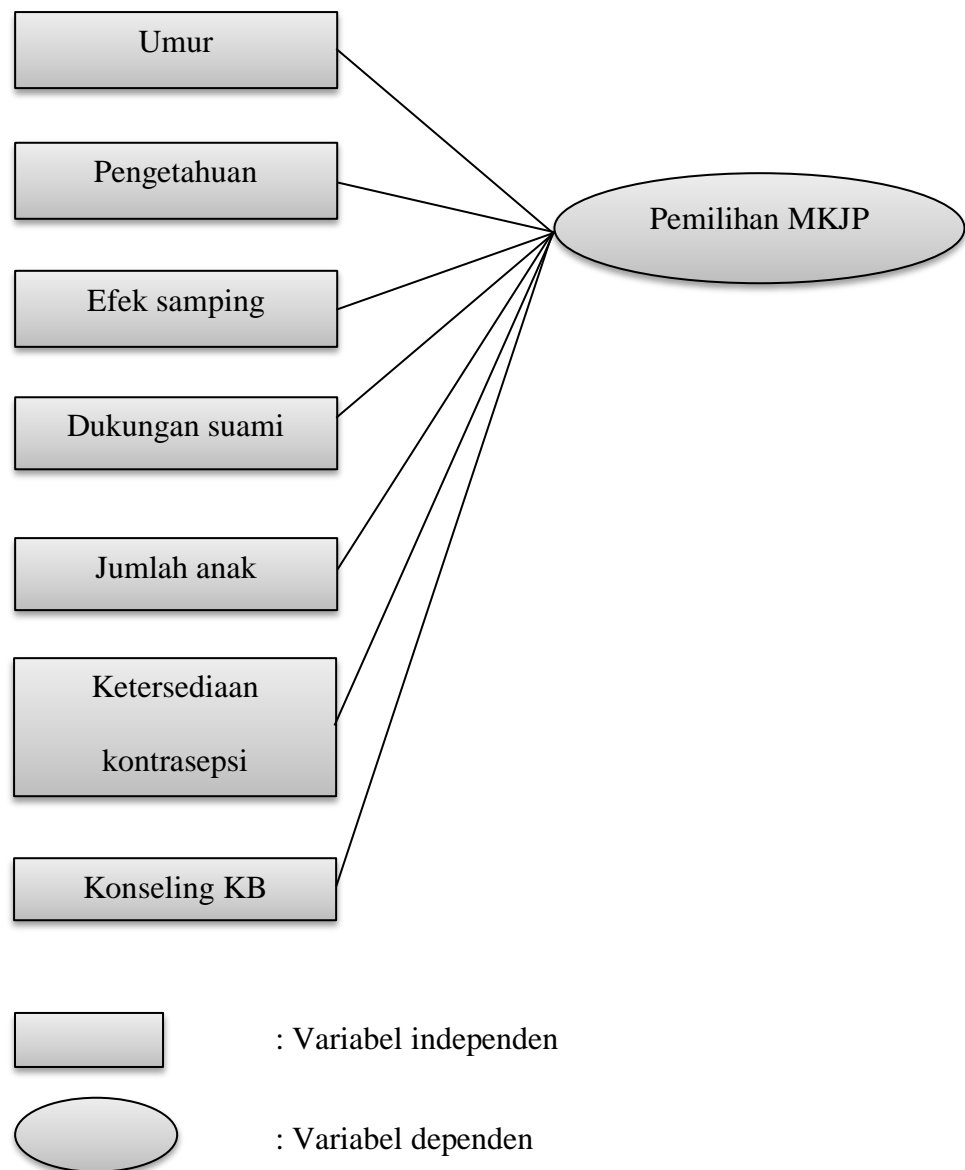 Umur
Pengetahuan
Pemilihan MKJP
Efek samping
Dukungan suami
Jumlah anak
Ketersediaan
kontrasepsi
Konseling KB
: Variabel independen
: Variabel dependen